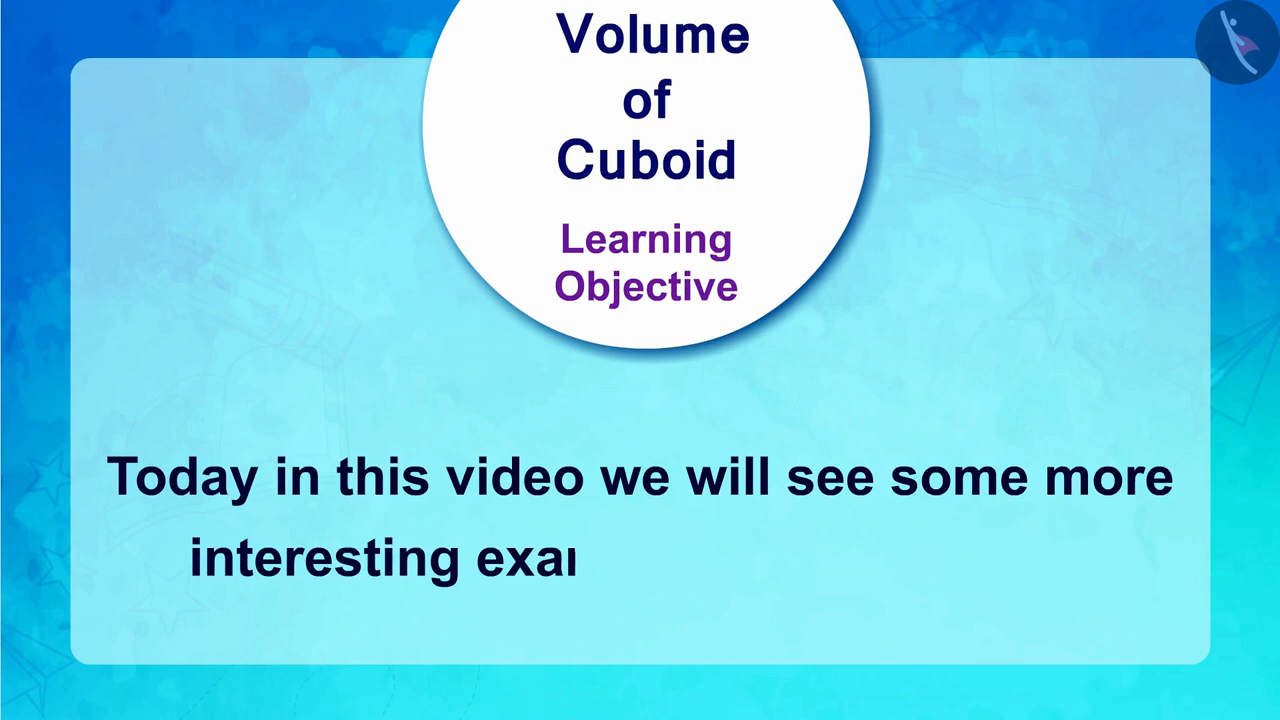 Volume
of
Cuboid
Learning
Objective
Today in this video we will see some more
interesting